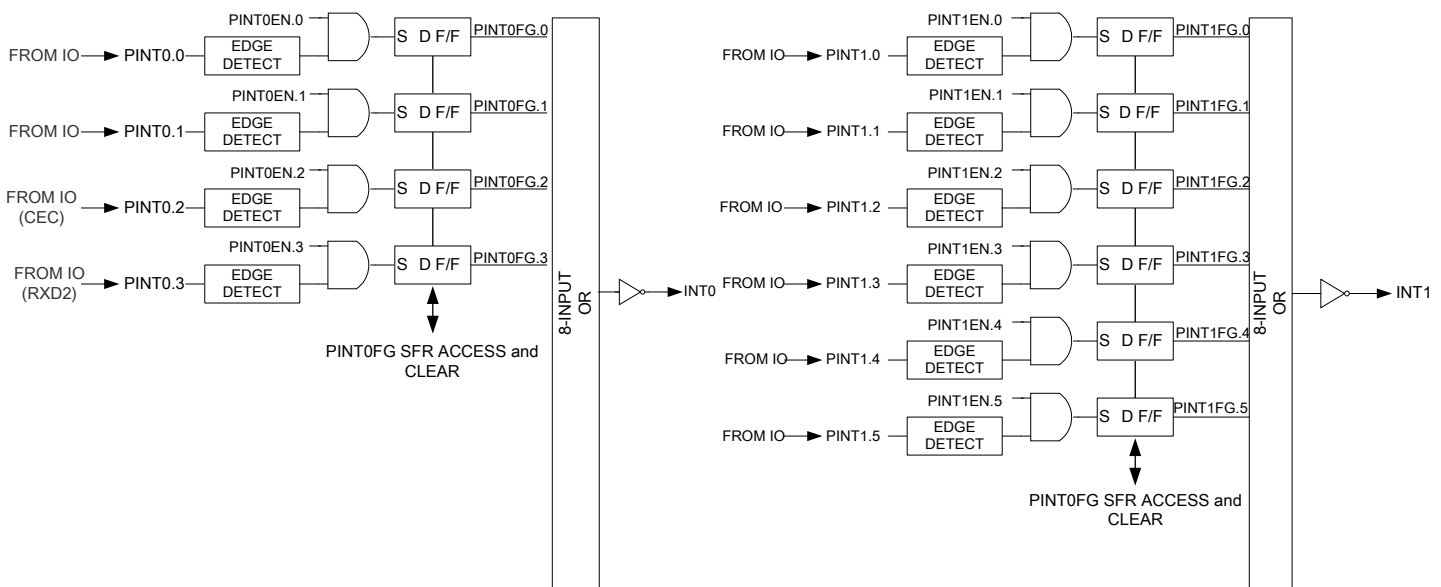 PINT0EN.0
FROM IO
PINT0.0
EDGE
DETECT
S D F/F
PINT0FG.0
PINT0EN.1
FROM IO
PINT0.1
EDGE
DETECT
S D F/F
PINT0FG.1
PINT0EN.2
FROM IO
(CEC)
PINT0.2
EDGE
DETECT
S D F/F
PINT0FG.2
PINT0EN.3
FROM IO
(RXD2)
PINT0.3
EDGE
DETECT
S D F/F
PINT0FG.3
PINT0FG SFR ACCESS and
CLEAR
8-INPUT
OR
INT0
PINT1EN.0
FROM IO
PINT1.0
EDGE
DETECT
S D F/F
PINT1FG.0
PINT1EN.1
FROM IO
PINT1.1
EDGE
DETECT
S D F/F
PINT1FG.1
PINT1EN.2
FROM IO
PINT1.2
EDGE
DETECT
S D F/F
PINT1FG.2
PINT1EN.3
FROM IO
PINT1.3
EDGE
DETECT
S D F/F
PINT1FG.3
PINT1EN.4
FROM IO
PINT1.4
EDGE
DETECT
S D F/F
PINT1FG.4
PINT1EN.5
FROM IO
PINT1.5
EDGE
DETECT
S D F/F
PINT1FG.5
PINT0FG SFR ACCESS and
CLEAR
8-INPUT
OR
INT1